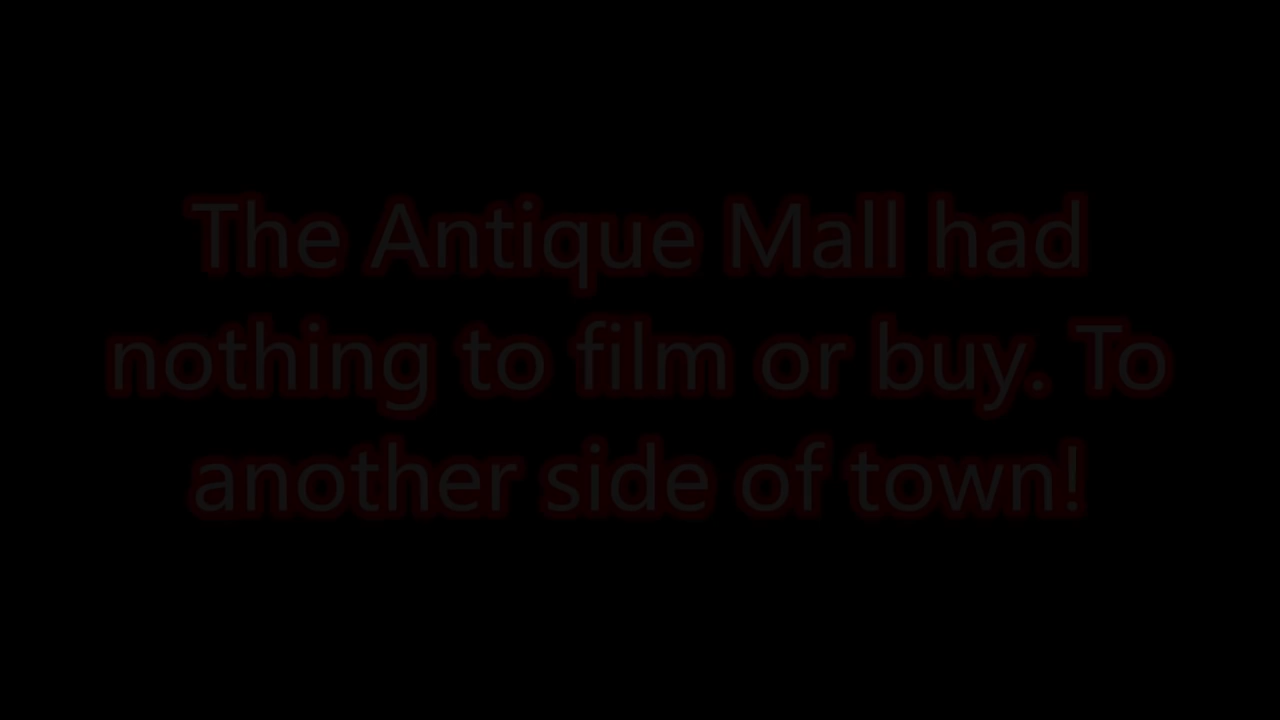 The Antique Mall had
nothing to film or buy. To
another side of town!